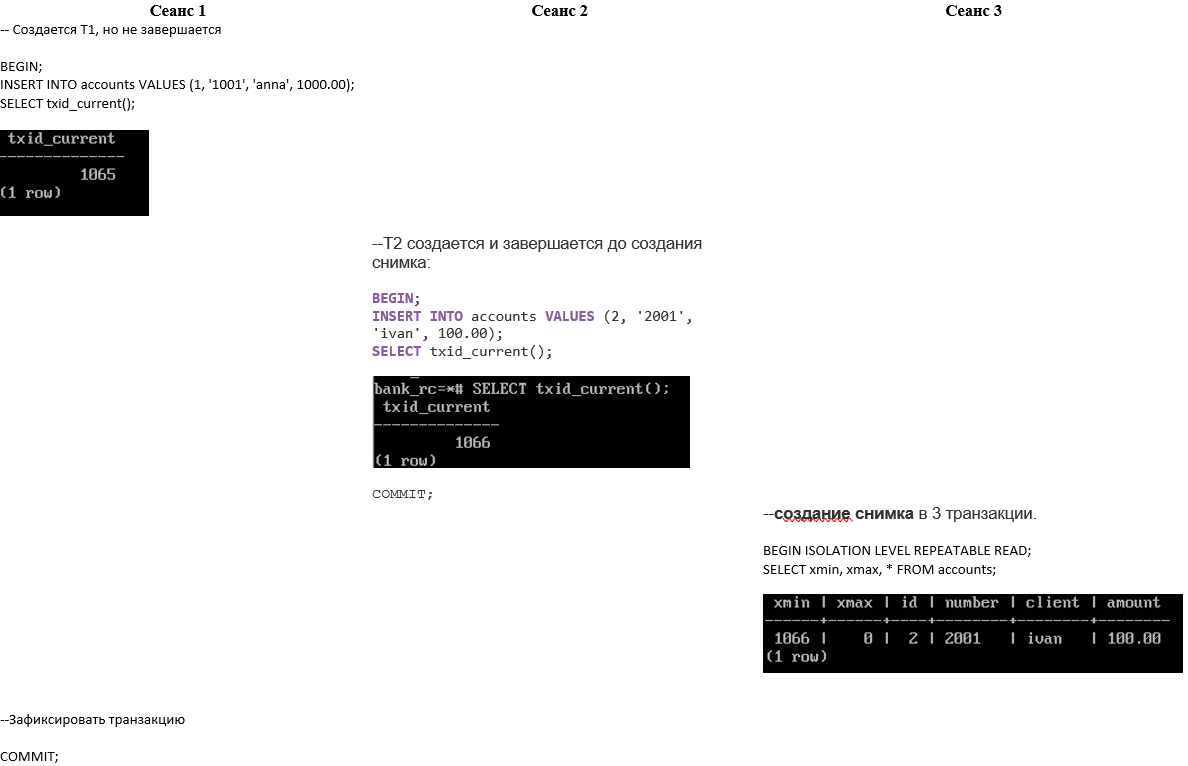 Сеанс 1
Сеанс 2
Сеанс 3
-- Создается Т1, но не завершается
BEGIN;
INSERT INTO accounts VALUES (1, '1001', 'anna', 1000.00);
SELECT txid_current();
txid_current
--------------
1065
(1 row)
--Т2 создается и завершается до создания
снимка:
BEGIN;
INSERT INTO accounts VALUES (2, '2001',
'ivan', 100.00);
SELECT txid_current();
bank_rc=*# SELECT txid_current();
txid_current
--------------
1066
(1 row)
COMMIT;
--создание снимка в 3 транзакции.
BEGIN ISOLATION LEVEL REPEATABLE READ;
SELECT xmin, xmax, * FROM accounts;
xmin | xmax | id | number | client | amount
------+------+----+--------+--------+--------
1066 | 0 | 2 | 2001 | ivan | 100.00
(1 row)
--Зафиксировать транзакцию
COMMIT;